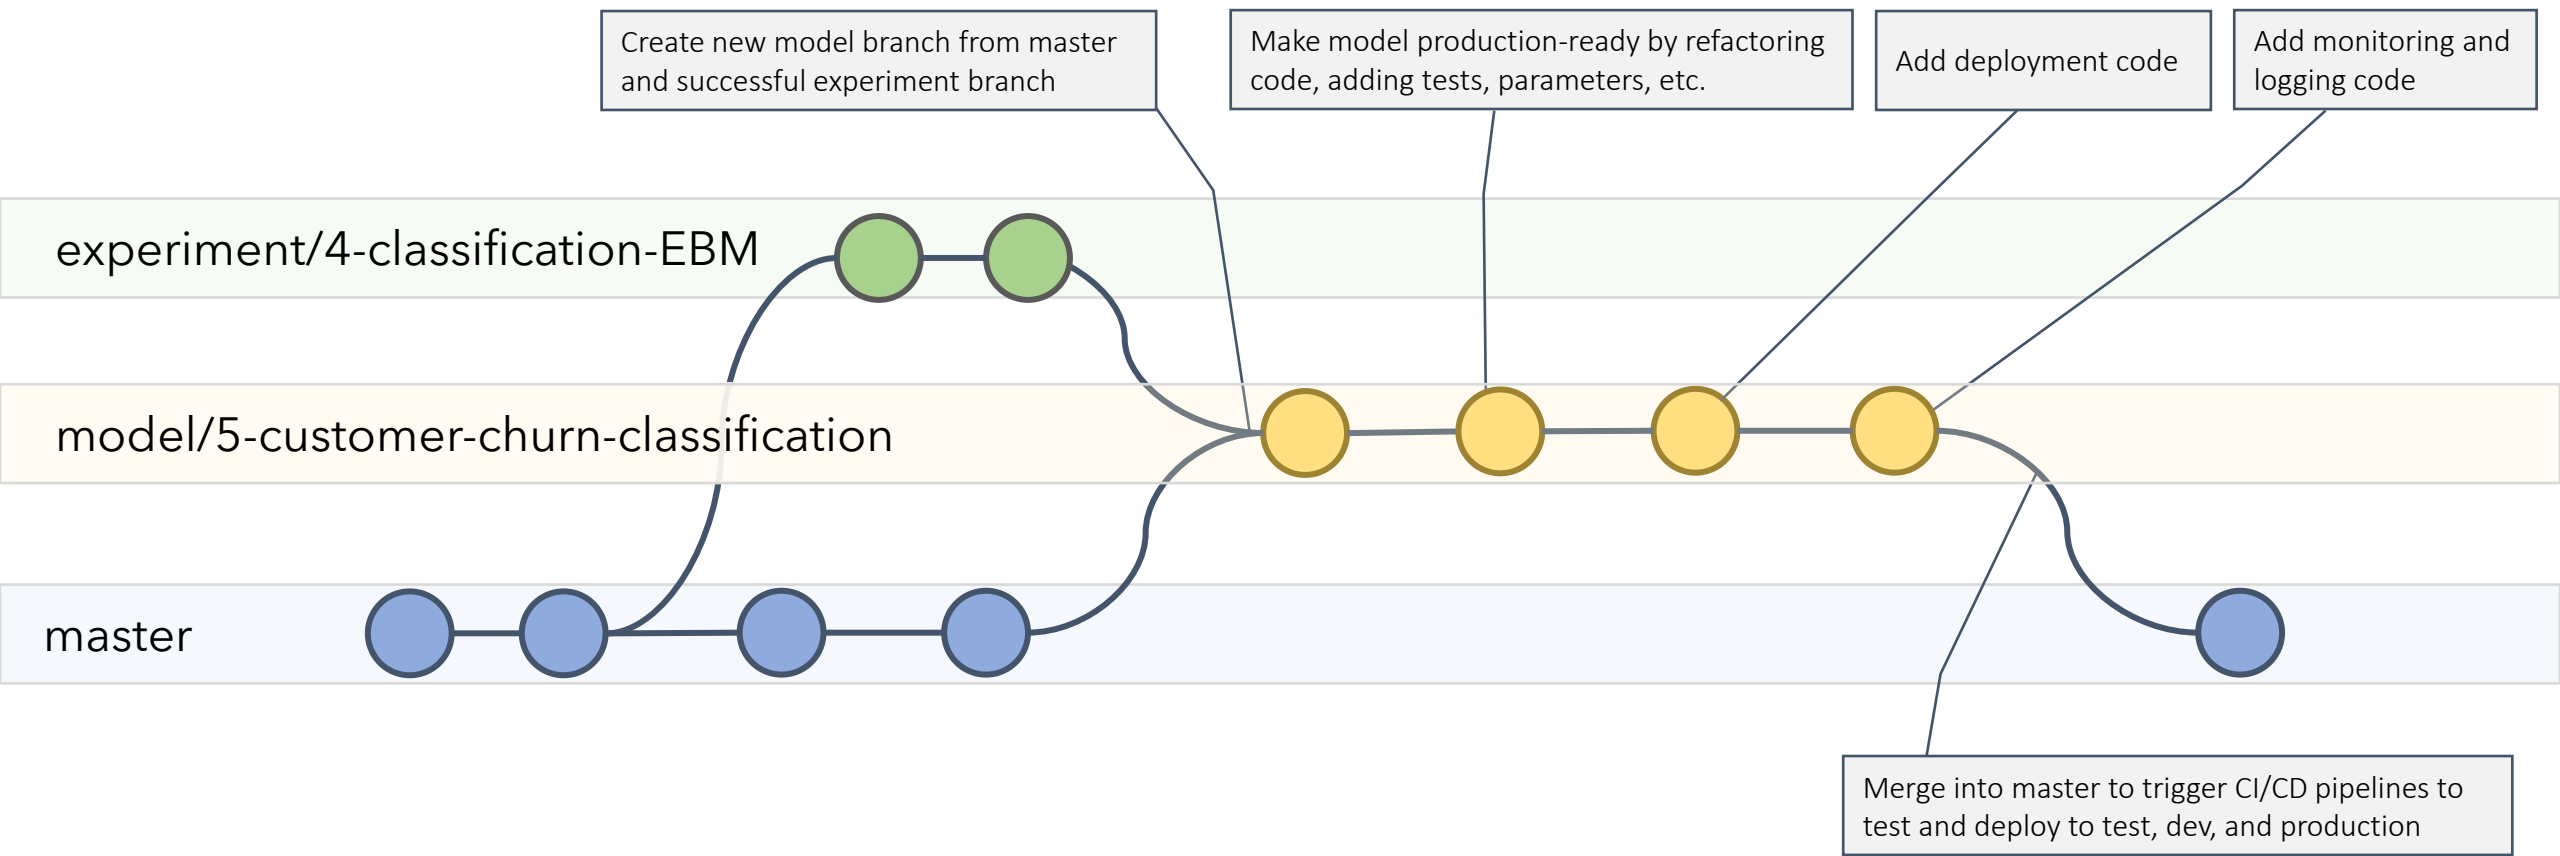 Create new model branch from master
and successful experiment branch
Make model production-ready by refactoring
code, adding tests, parameters, etc.
Add deployment code
Add monitoring and
logging code
experiment/4-classification-EBM
model/5-customer-churn-classification
master
Merge into master to trigger CI/CD pipelines to
test and deploy to test, dev, and production